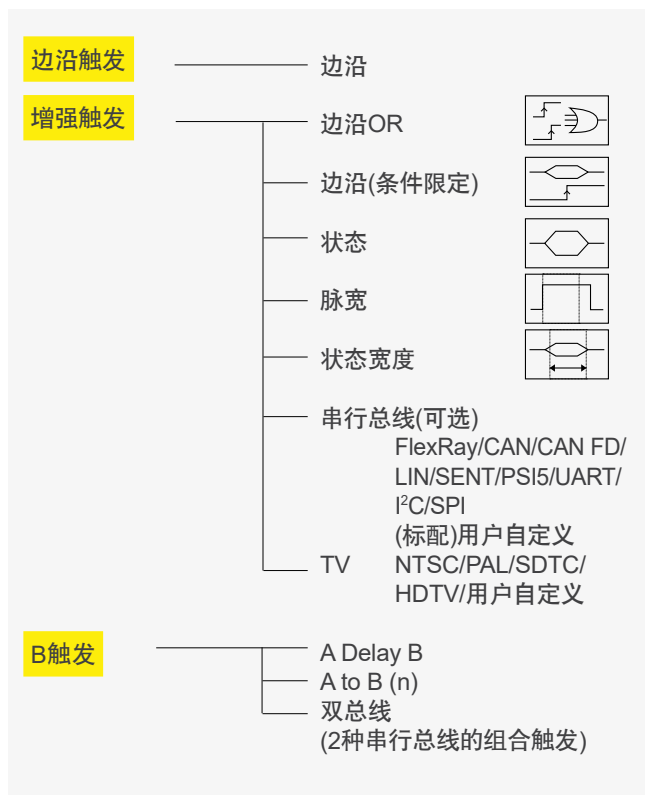 边沿触发 边沿
增强触发 边沿OR
边沿(条件限定)
状态
脉宽
状态宽度
串行总线(可选)
FlexRay/CAN/CAN FD/
LIN/SENT/PSI5/UART/
I²C/SPI
(标配)用户自定义
TV NTSC/PAL/SDTC/
HDTV/用户自定义
B触发 A Delay B
A to B (n)
双总线
(2种串行总线的组合触发)